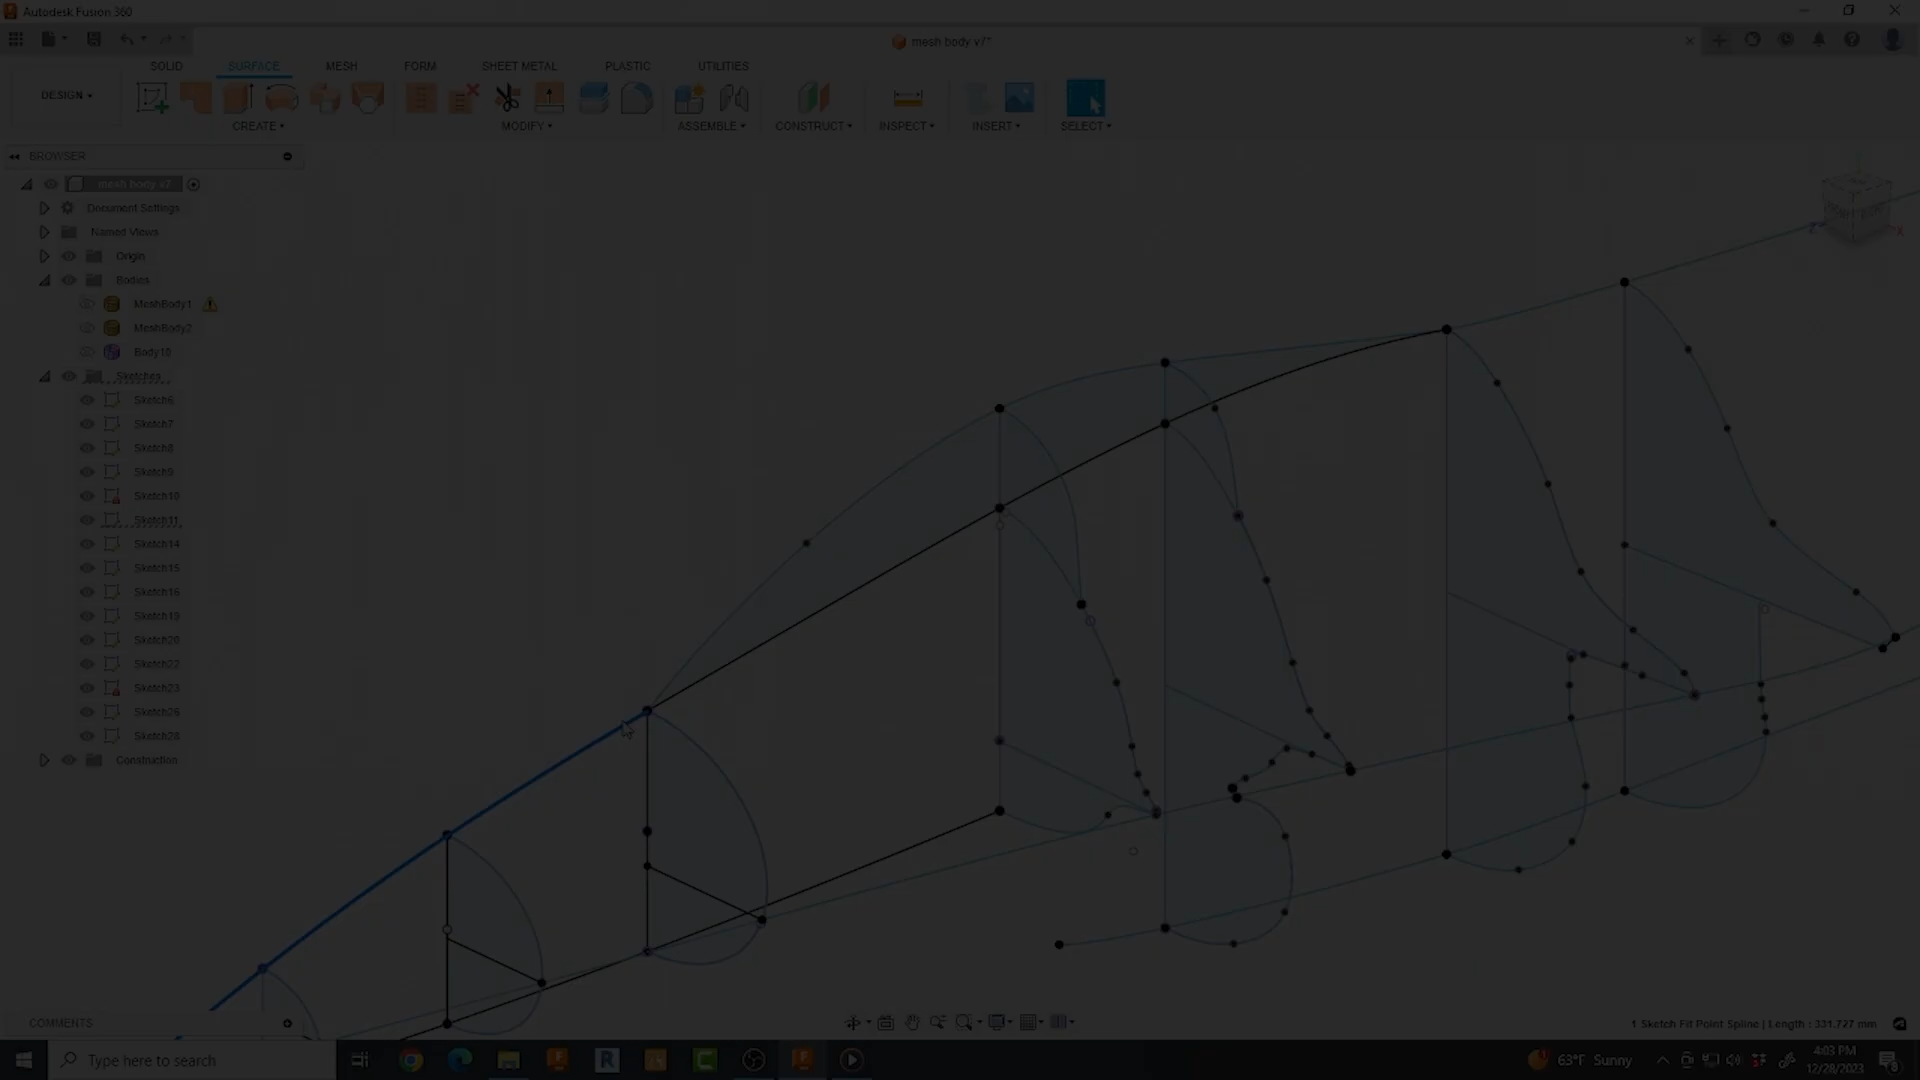 Autodesk Fusion 360
mesh body v7*
SOLID SURFACE MESH FORM SHEET METAL PLASTIC UTILITIES
DESIGN
CREATE MODIFY ASSEMBLE CONSTRUCT INSPECT INSERT SELECT
BROWSER
mesh body v7
Document Settings
Named Views
Origin
Bodies
MeshBody1
MeshBody2
Body10
Sketches
Sketch6
Sketch7
Sketch8
Sketch9
Sketch10
Sketch11
Sketch14
Sketch15
Sketch16
Sketch19
Sketch20
Sketch22
Sketch23
Sketch26
Sketch28
Construction
Z
X
COMMENTS
1 Sketch Fit Point Spline | Length : 331.727 mm
Type here to search
63°F Sunny
4:03 PM
12/28/2023